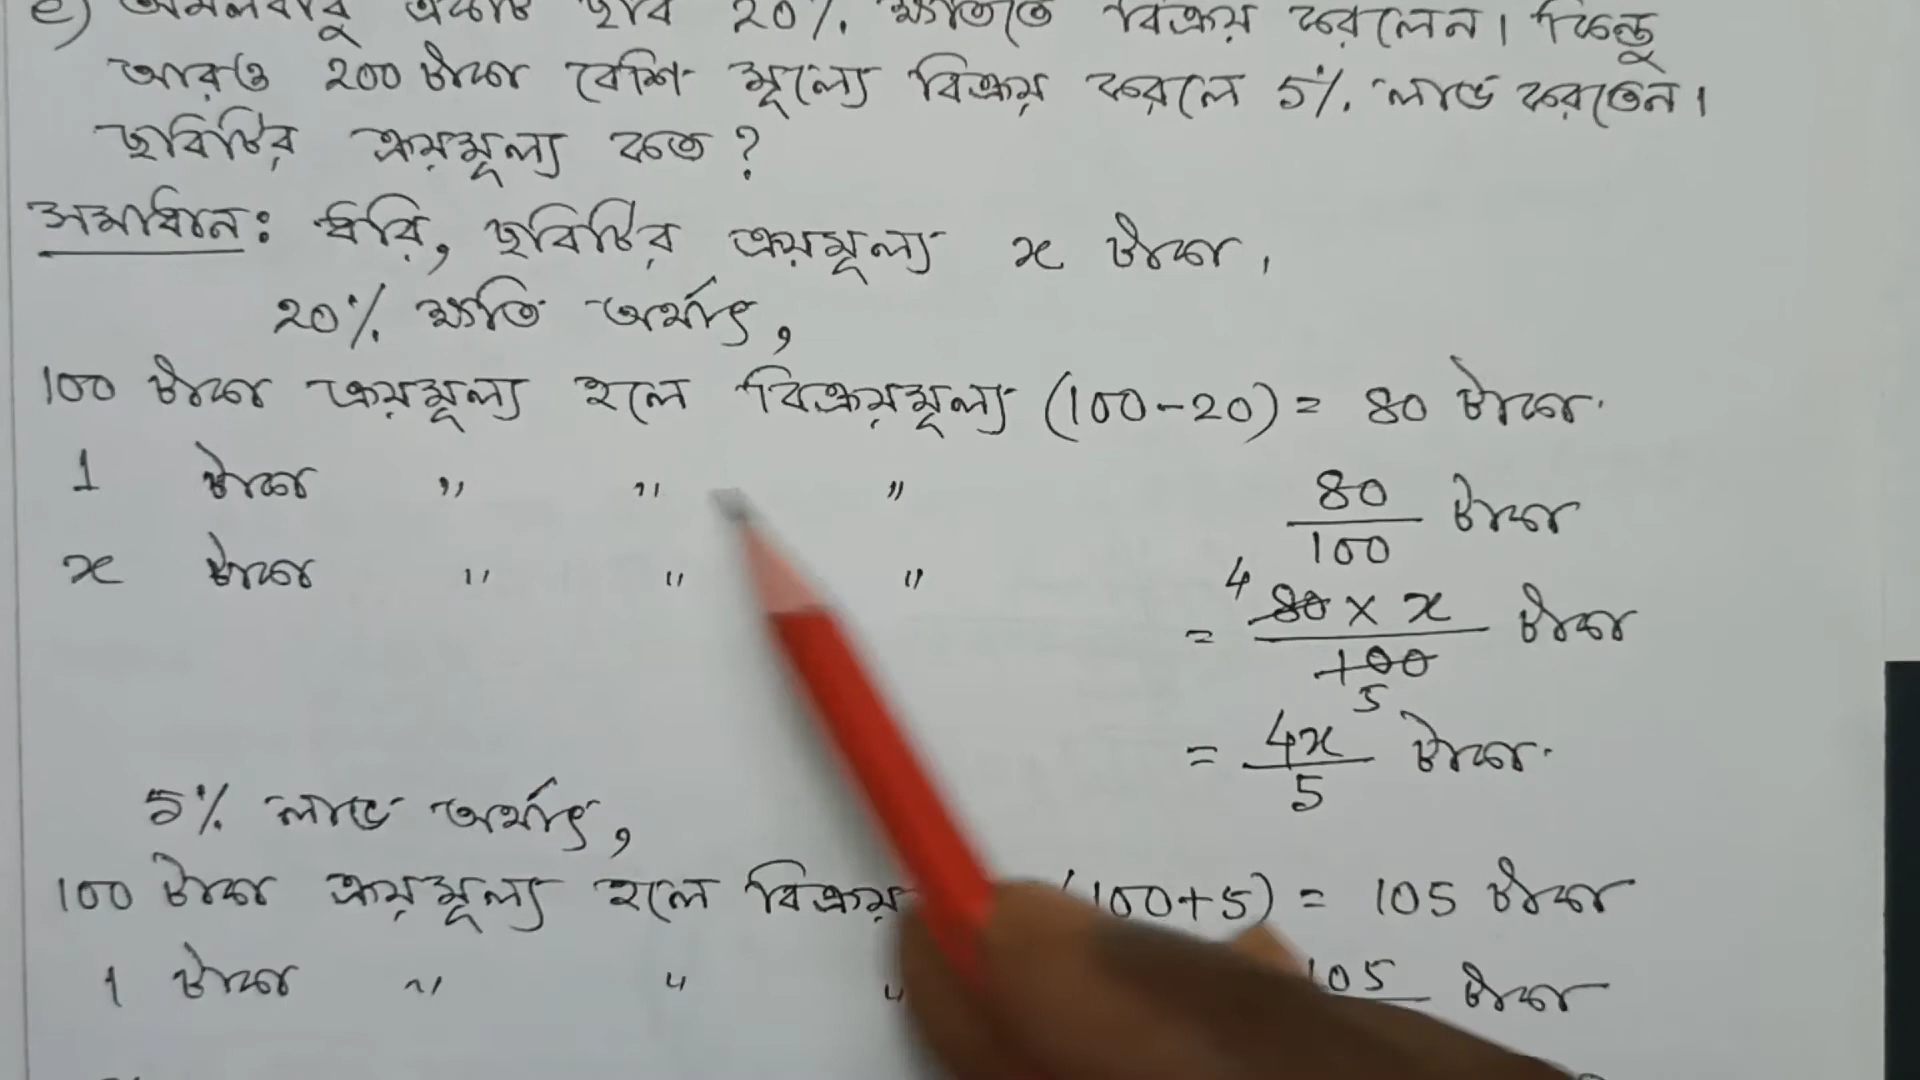 e) অমলবাবু একটি ছবি 20% ক্ষতিতে বিক্রয় করলেন। কিন্তু
আরও 200 টাকা বেশি মূল্যে বিক্রয় করলে 5% লাভ করতেন।
ছবিটির ক্রয়মূল্য কত?
সমাধান: ধরি, ছবিটির ক্রয়মূল্য x টাকা,
20% ক্ষতি অর্থাৎ,
100 টাকা ক্রয়মূল্য হলে বিক্রয়মূল্য (100-20) = 80 টাকা.
1 টাকা " " " 80/100 টাকা
x টাকা " " " = 4 80 × x / 100 5 টাকা
= 4x/5 টাকা.
5% লাভ অর্থাৎ,
100 টাকা ক্রয়মূল্য হলে বিক্রয় (100+5) = 105 টাকা
1 টাকা " " " 105 টাকা